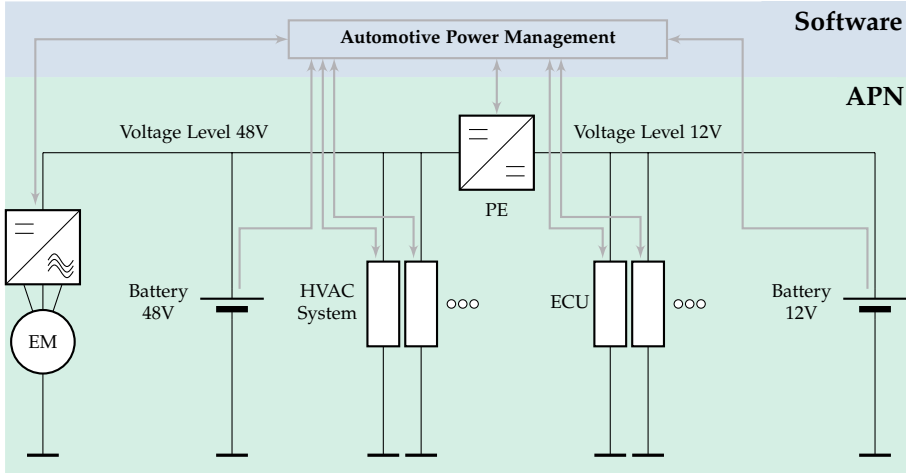 Software
Automotive Power Management
APN
Voltage Level 48V
Voltage Level 12V
PE
Battery
48V
HVAC
System
ECU
Battery
12V
EM